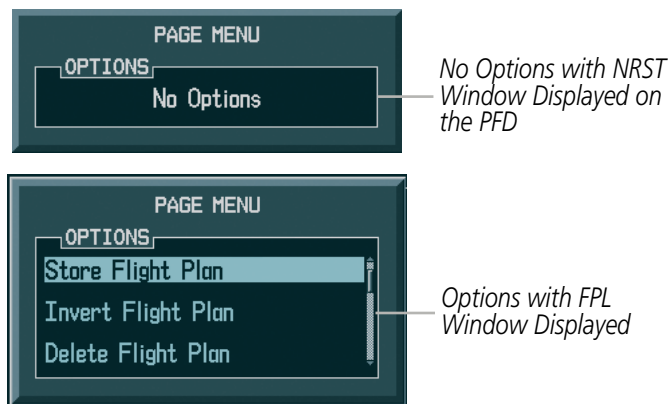 PAGE MENU
OPTIONS
No Options
No Options with NRST
Window Displayed on
the PFD
PAGE MENU
OPTIONS
Store Flight Plan
Invert Flight Plan
Delete Flight Plan
Options with FPL
Window Displayed